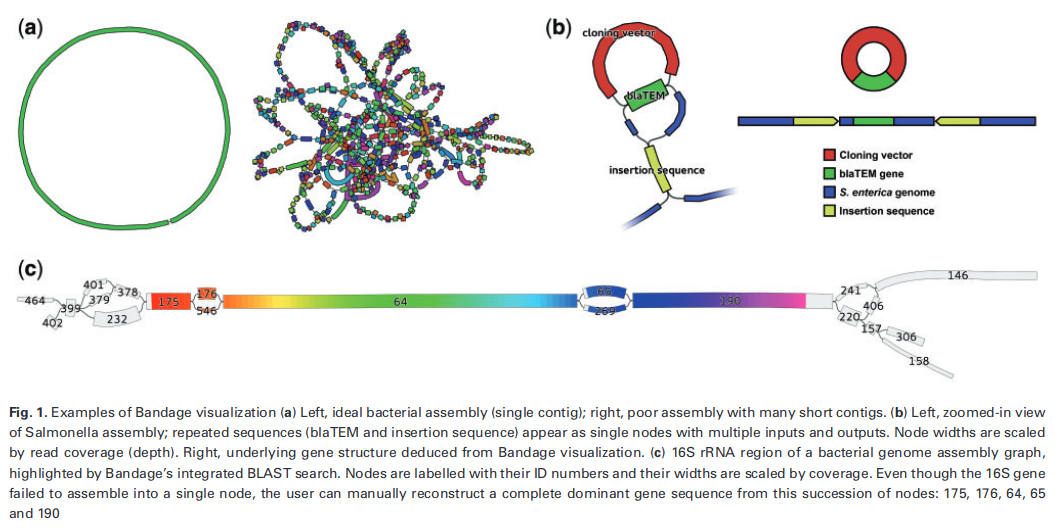 (a)
(b)
cloning vector
blaTEM
insertion sequence
Cloning vector
blaTEM gene
S. enterica genome
Insertion sequence
(c)
464
402
399
401
379
378
232
175
176
546
64
65
269
190
241
220
406
157
146
306
158
Fig. 1. Examples of Bandage visualization (a) Left, ideal bacterial assembly (single contig); right, poor assembly with many short contigs. (b) Left, zoomed-in view
of Salmonella assembly; repeated sequences (blaTEM and insertion sequence) appear as single nodes with multiple inputs and outputs. Node widths are scaled
by read coverage (depth). Right, underlying gene structure deduced from Bandage visualization. (c) 16S rRNA region of a bacterial genome assembly graph,
highlighted by Bandage's integrated BLAST search. Nodes are labelled with their ID numbers and their widths are scaled by coverage. Even though the 16S gene
failed to assemble into a single node, the user can manually reconstruct a complete dominant gene sequence from this succession of nodes: 175, 176, 64, 65
and 190